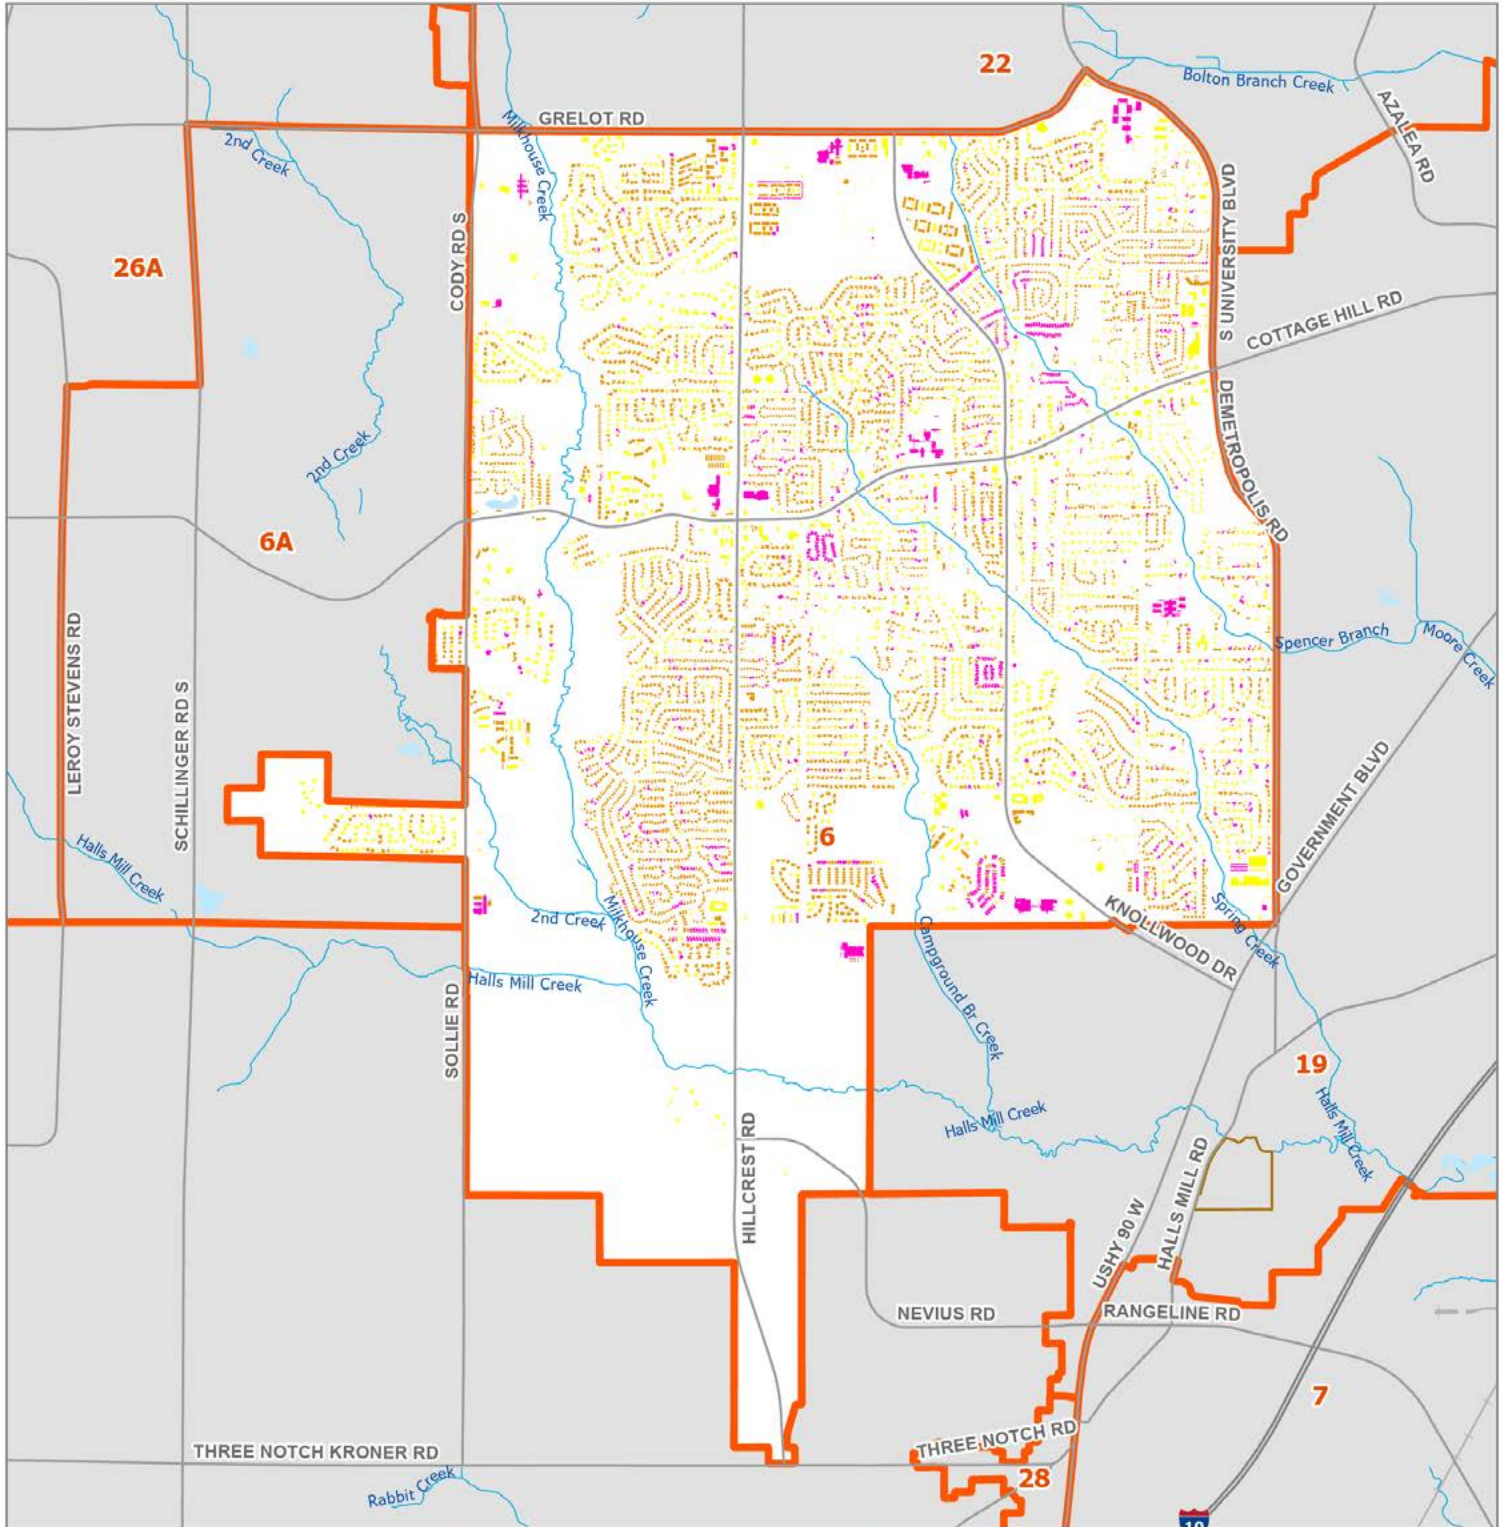 22
Bolton Branch Creek
AZALEA RD
GRELOT RD
Milkhouse Creek
2nd Creek
S UNIVERSITY BLVD
CODY RD S
26A
COTTAGE HILL RD
DEMETROPOLIS RD
2nd Creek
6A
LEROY STEVENS RD
SCHILLINGER RD S
Spencer Branch
Moore Creek
GOVERNMENT BLVD
6
Halls Mill Creek
2nd Creek
Milkhouse Creek
KNOLLWOOD DR
Spring Creek
Campground Br Creek
Halls Mill Creek
SOLLIE RD
19
Halls Mill Creek
Halls Mill Creek
HILLCREST RD
HALLS MILL RD
USHY 90 W
NEVIUS RD
RANGELINE RD
7
THREE NOTCH KRONER RD
THREE NOTCH RD
28
Rabbit Creek
10